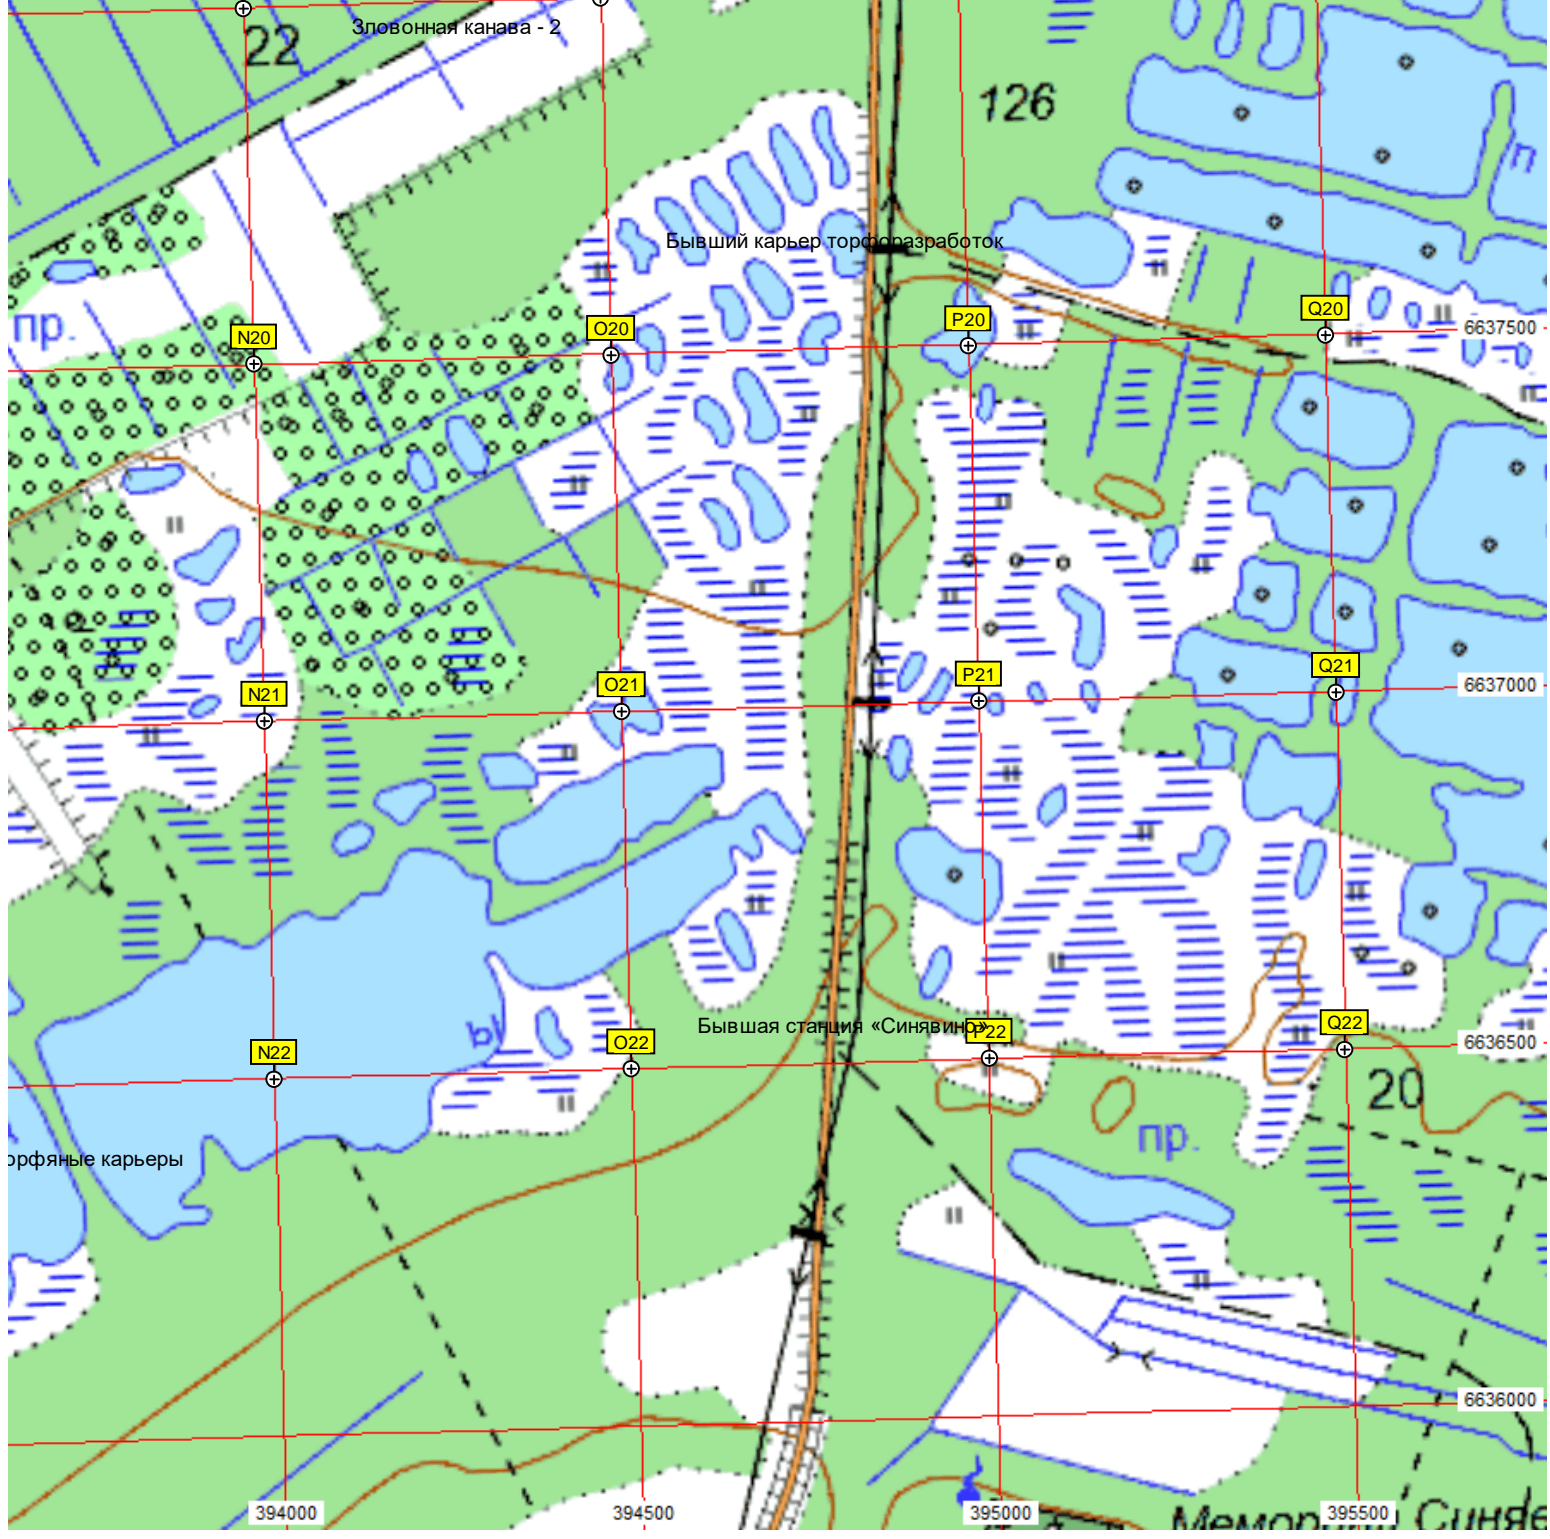 Зловонная канава - 2
22
126
п
Бывший карьер торфоразработок
пр.
N20
O20
P20
Q20
6637500
N21
O21
P21
Q21
6637000
Бывшая станция «Синявино»
N22
O22
P22
Q22
6636500
20
пр.
орфяные карьеры
6636000
394000
394500
395000
395500
Синяв